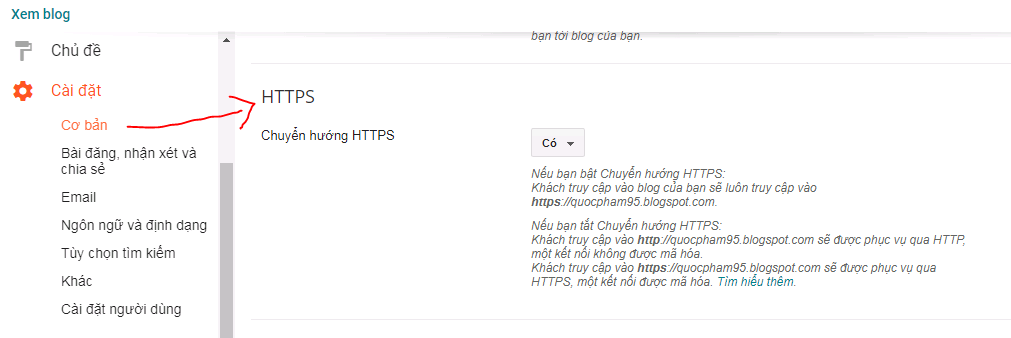 Xem blog
Chủ đề
Cài đặt
Cơ bản
Bài đăng, nhận xét và
chia sẻ
Email
Ngôn ngữ và định dạng
Tùy chọn tìm kiếm
Khác
Cài đặt người dùng
bạn tới blog của bạn.
HTTPS
Chuyển hướng HTTPS
Có
Nếu bạn bật Chuyển hướng HTTPS:
Khách truy cập vào blog của bạn sẽ luôn truy cập vào
https://quocpham95.blogspot.com.
Nếu bạn tắt Chuyển hướng HTTPS:
Khách truy cập vào http://quocpham95.blogspot.com sẽ được phục vụ qua HTTP,
một kết nối không được mã hóa.
Khách truy cập vào https://quocpham95.blogspot.com sẽ được phục vụ qua
HTTPS, một kết nối được mã hóa. Tìm hiểu thêm.